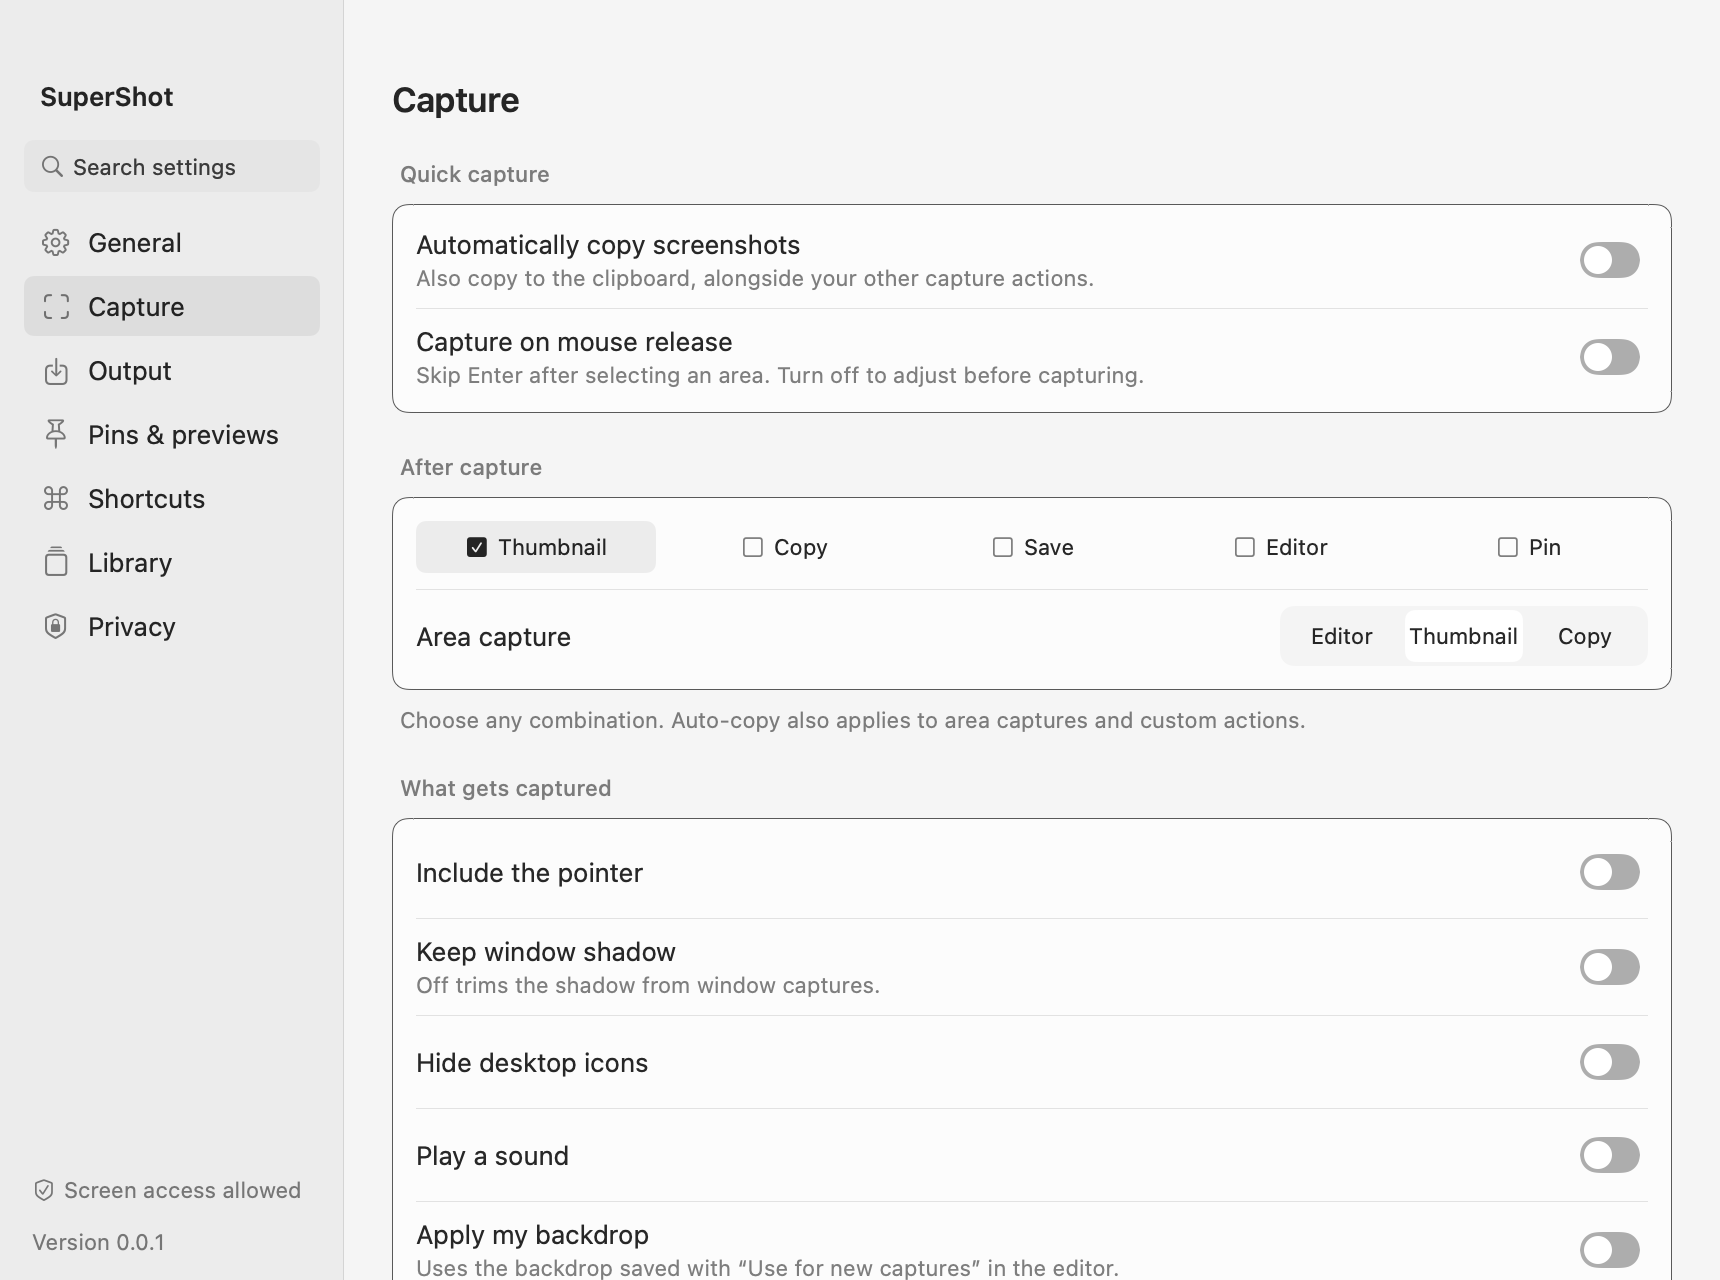 SuperShot
Search settings
General
Capture
Output
Pins & previews
Shortcuts
Library
Privacy
Screen access allowed
Version 0.0.1
Capture
Quick capture
Automatically copy screenshots
Also copy to the clipboard, alongside your other capture actions.
Capture on mouse release
Skip Enter after selecting an area. Turn off to adjust before capturing.
After capture
Thumbnail Copy Save Editor Pin
Area capture Editor Thumbnail Copy
Choose any combination. Auto-copy also applies to area captures and custom actions.
What gets captured
Include the pointer
Keep window shadow
Off trims the shadow from window captures.
Hide desktop icons
Play a sound
Apply my backdrop
Uses the backdrop saved with “Use for new captures” in the editor.